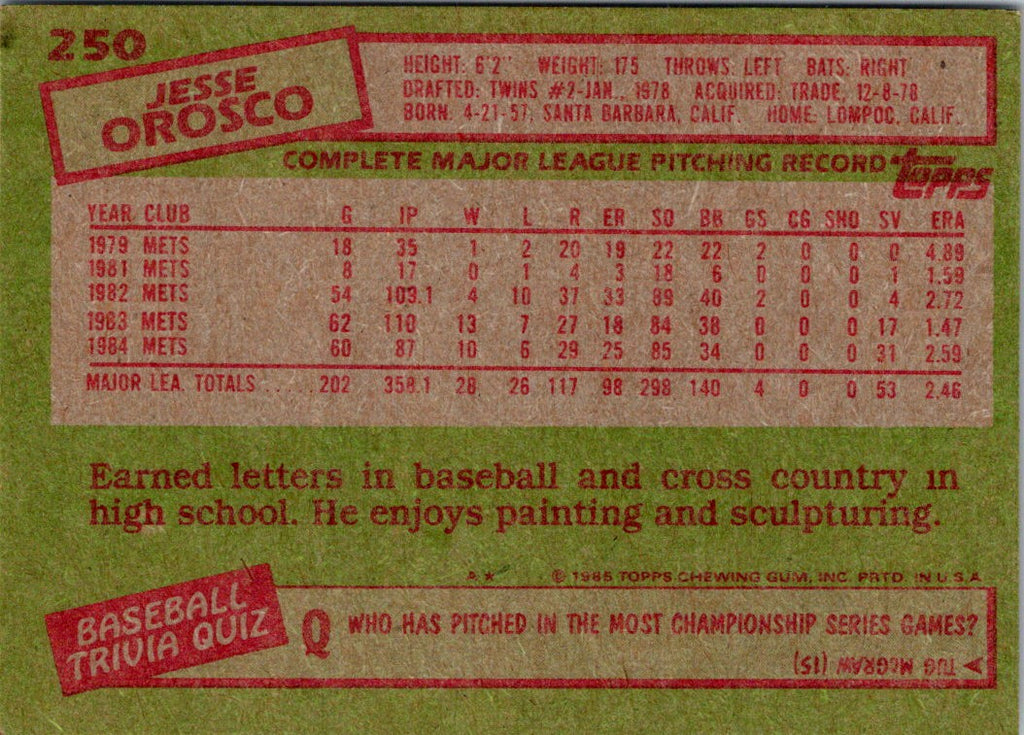 250
JESSE
OROSCO
HEIGHT: 6'2" WEIGHT: 175 THROWS: LEFT BATS: RIGHT
DRAFTED: TWINS #2-JAN., 1978 ACQUIRED: TRADE, 12-8-78
BORN: 4-21-57, SANTA BARBARA, CALIF. HOME: LOMPOC, CALIF.
COMPLETE MAJOR LEAGUE PITCHING RECORD topps
YEAR CLUB G IP W L R ER SO BB GS CG SHO SV ERA
1979 METS 18 35 1 2 20 19 22 22 2 0 0 0 4.89
1981 METS 8 17 0 1 4 3 18 6 0 0 0 1 1.59
1982 METS 54 109.1 4 10 37 33 89 40 2 0 0 4 2.72
1983 METS 62 110 13 7 27 18 84 38 0 0 0 17 1.47
1984 METS 60 87 10 6 29 25 85 34 0 0 0 31 2.59
MAJOR LEA. TOTALS ..... 202 358.1 28 26 117 98 298 140 4 0 0 53 2.46
Earned letters in baseball and cross country in
high school. He enjoys painting and sculpturing.
A★ © 1985 TOPPS CHEWING GUM, INC. PRTD. IN U.S.A.
BASEBALL
TRIVIA QUIZ
Q WHO HAS PITCHED IN THE MOST CHAMPIONSHIP SERIES GAMES?
A TUG McGRAW (15)